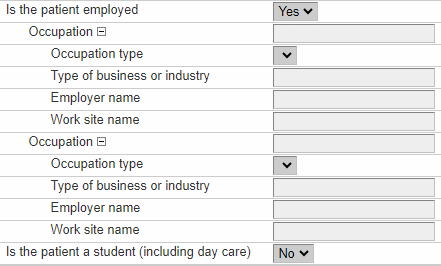 Is the patient employed Yes
Occupation
Occupation type
Type of business or industry
Employer name
Work site name
Occupation
Occupation type
Type of business or industry
Employer name
Work site name
Is the patient a student (including day care) No